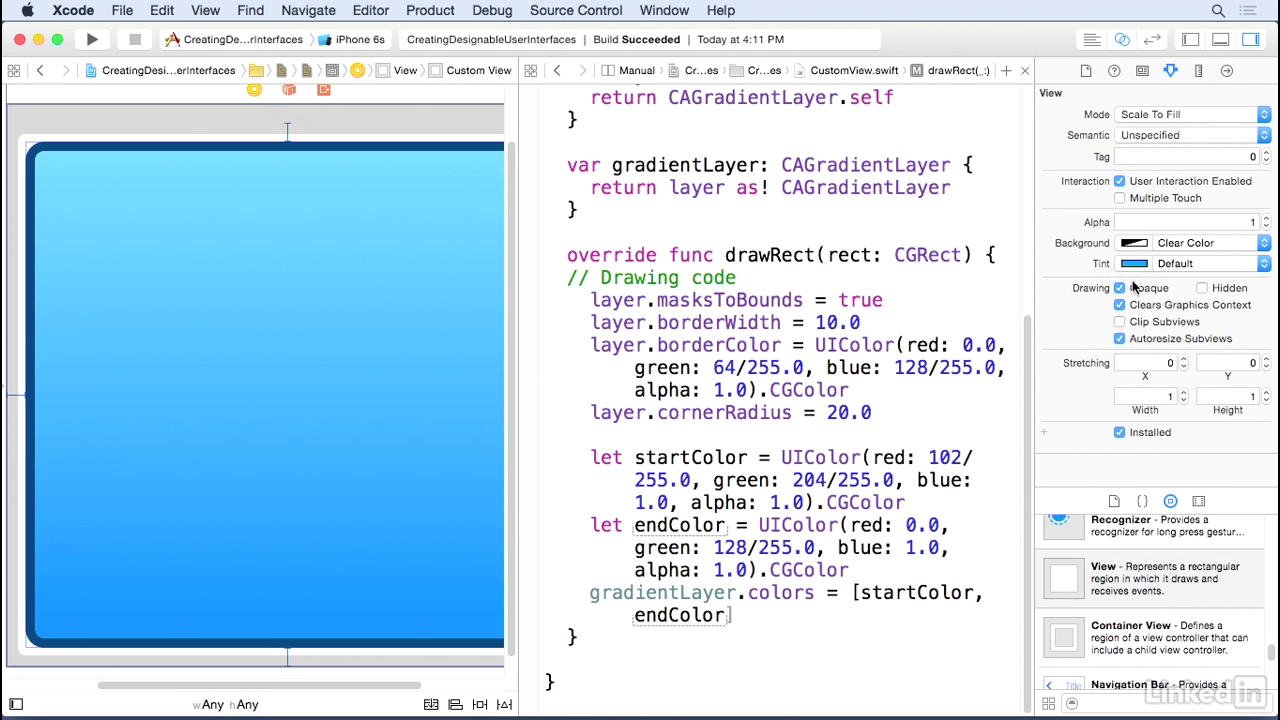 Xcode File Edit View Find Navigate Editor Product Debug Source Control Window Help
CreatingDe...rInterfaces iPhone 6s CreatingDesignableUserInterfaces Build Succeeded Today at 4:11 PM
CreatingDesi...erInterfaces View Custom View Manual Cr...es Cr...es CustomView.swift M drawRect(_:)
View
return CAGradientLayer.self
}
var gradientLayer: CAGradientLayer {
return layer as! CAGradientLayer
}
override func drawRect(rect: CGRect) {
// Drawing code
layer.masksToBounds = true
layer.borderWidth = 10.0
layer.borderColor = UIColor(red: 0.0,
green: 64/255.0, blue: 128/255.0,
alpha: 1.0).CGColor
layer.cornerRadius = 20.0
let startColor = UIColor(red: 102/
255.0, green: 204/255.0, blue:
1.0, alpha: 1.0).CGColor
let endColor = UIColor(red: 0.0,
green: 128/255.0, blue: 1.0,
alpha: 1.0).CGColor
gradientLayer.colors = [startColor,
endColor]
}
}
Mode Scale To Fill
Semantic Unspecified
Tag 0
Interaction User Interaction Enabled
Multiple Touch
Alpha 1
Background Clear Color
Tint Default
Drawing Opaque Hidden
Clears Graphics Context
Clip Subviews
Autoresize Subviews
Stretching 0 0
X Y
1 1
Width Height
Installed
Recognizer - Provides a
recognizer for long press gestur...
View - Represents a rectangular
region in which it draws and
receives events.
Container View - Defines a
region of a view controller that can
include a child view controller.
Title Navigation Bar - Provides a
LinkedIn
wAny hAny